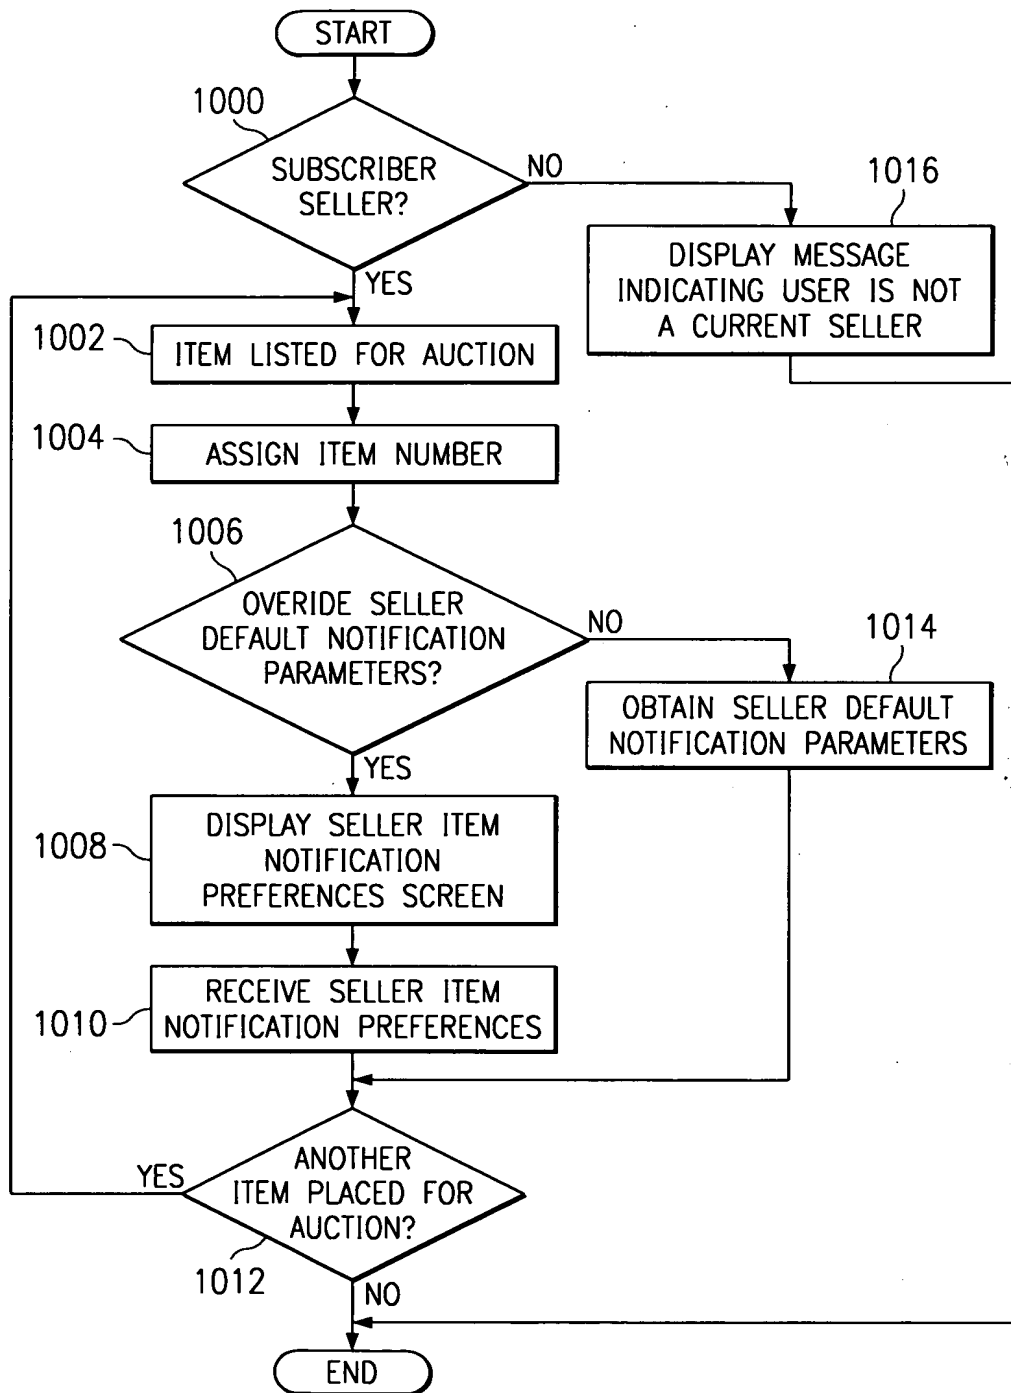 START
1000
SUBSCRIBER
SELLER?
NO
1016
DISPLAY MESSAGE
INDICATING USER IS NOT
A CURRENT SELLER
YES
1002
ITEM LISTED FOR AUCTION
1004
ASSIGN ITEM NUMBER
1006
OVERIDE SELLER
DEFAULT NOTIFICATION
PARAMETERS?
NO
1014
OBTAIN SELLER DEFAULT
NOTIFICATION PARAMETERS
YES
1008
DISPLAY SELLER ITEM
NOTIFICATION
PREFERENCES SCREEN
1010
RECEIVE SELLER ITEM
NOTIFICATION PREFERENCES
YES
ANOTHER
ITEM PLACED FOR
AUCTION?
1012
NO
END